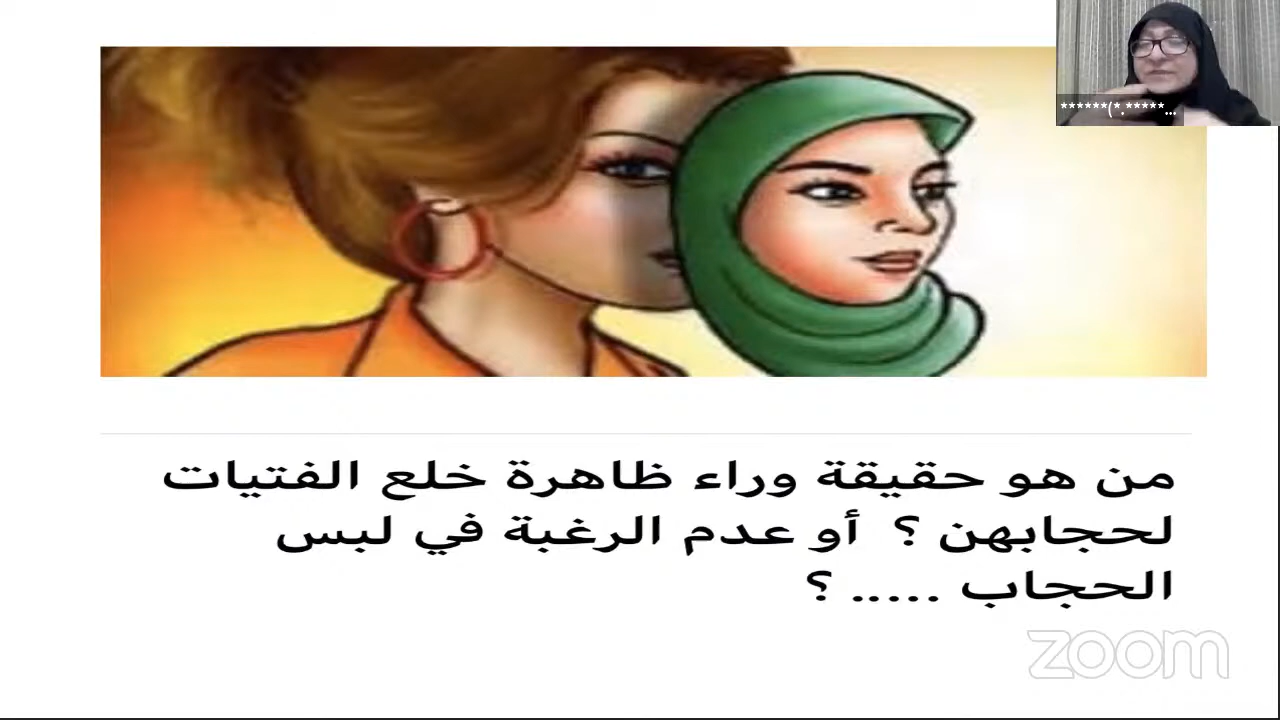 ******(*.*****...
من هو حقيقة وراء ظاهرة خلع الفتيات
لحجابهن ؟ أو عدم الرغبة في لبس
الحجاب ..... ؟
zoom